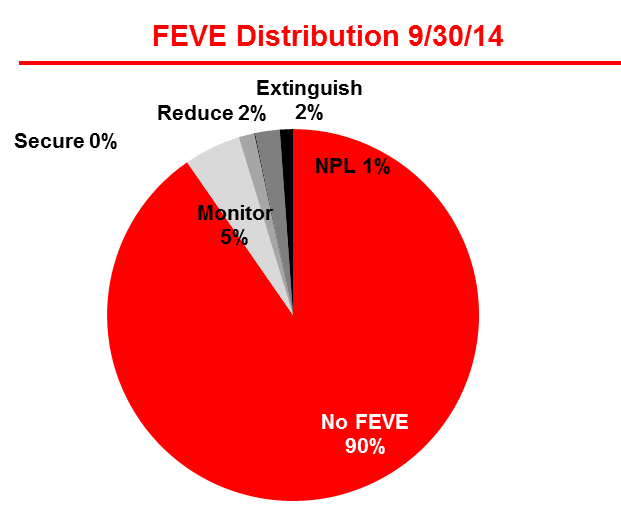 FEVE Distribution 9/30/14
Extinguish
2%
Reduce 2%
Secure 0%
NPL 1%
Monitor
5%
No FEVE
90%